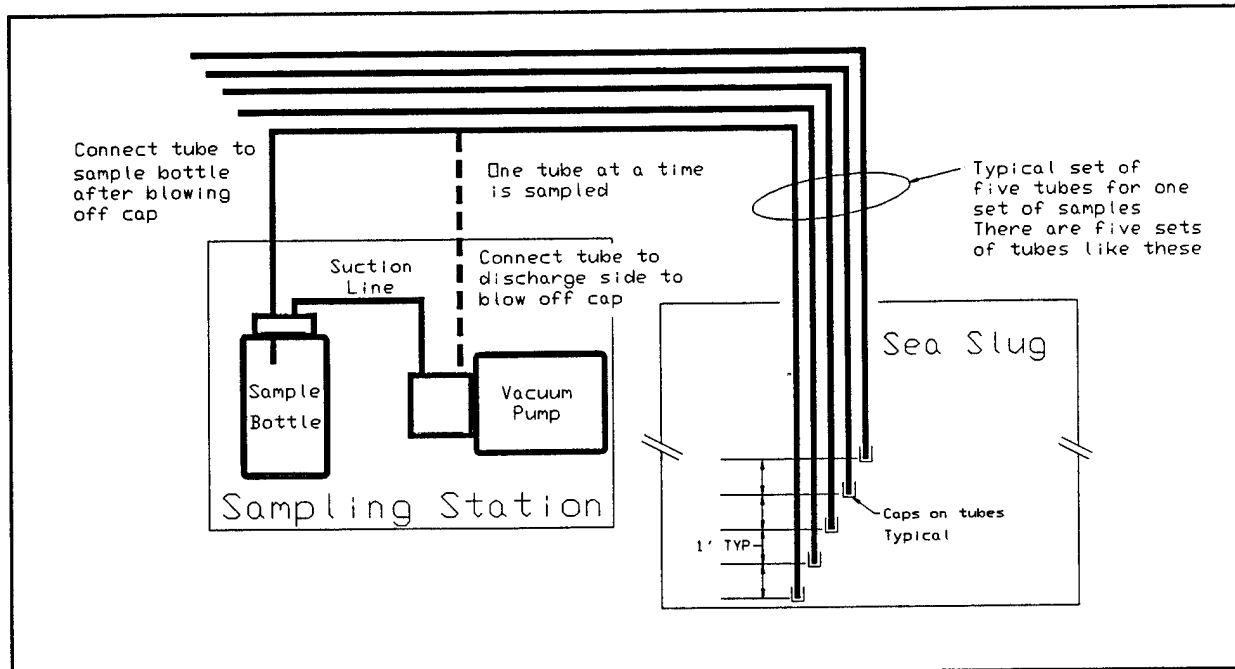 Connect tube to
sample bottle
after blowing
off cap
One tube at a time
is sampled
Typical set of
five tubes for one
set of samples
There are five sets
of tubes like these
Suction
Line
Connect tube to
discharge side to
blow off cap
Sea Slug
Sample
Bottle
Vacuum
Pump
Sampling Station
Caps on tubes
Typical
1' TYP